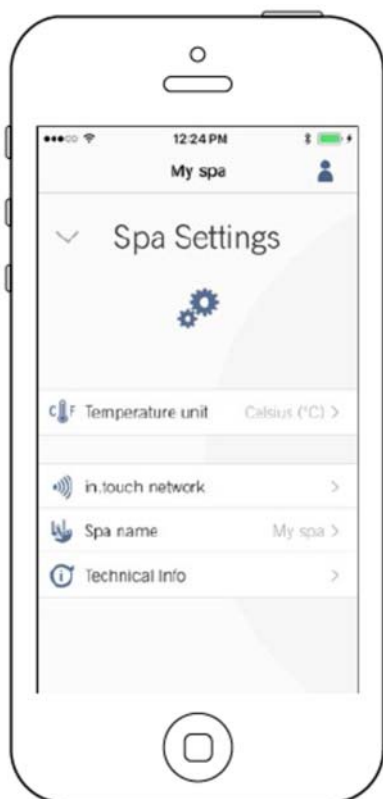 12:24 PM
My spa
Spa Settings
C F Temperature unit Celsius (°C) >
in.touch network >
Spa name My spa >
i Technical Info >